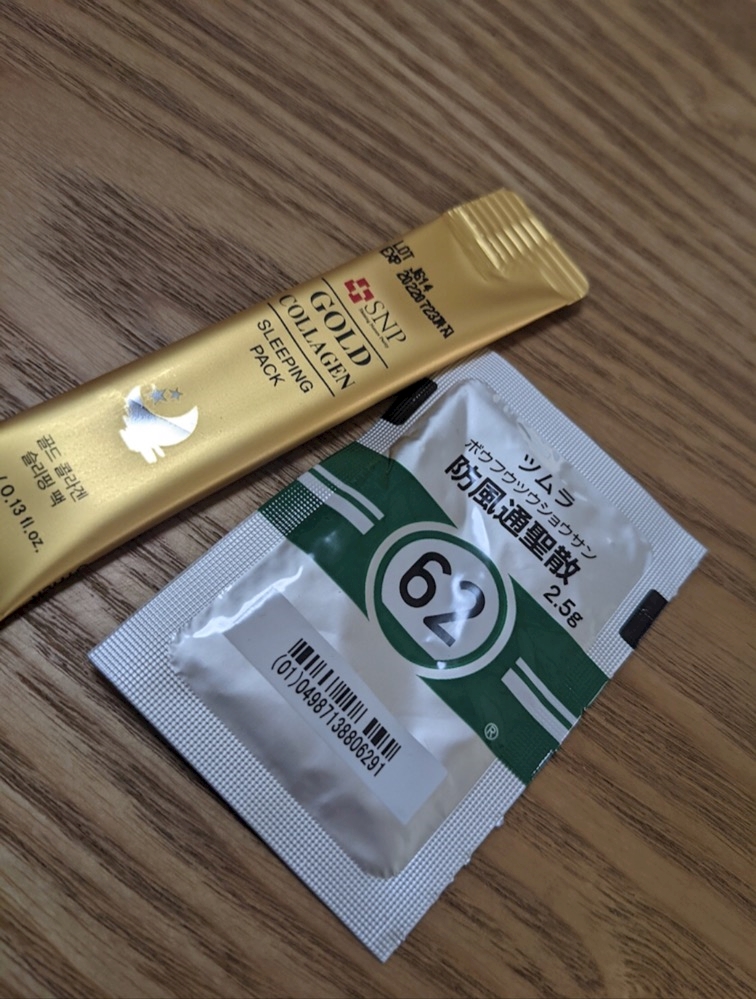 LOT J614
EXP 20220723
SNP
GOLD
COLLAGEN
SLEEPING
PACK
골드 콜라겐
슬리핑 팩
/ 0.13 fl.oz.
ツムラ
ボウフウツウショウサン
防風通聖散
2.5g
62
®
(01)04987138806291